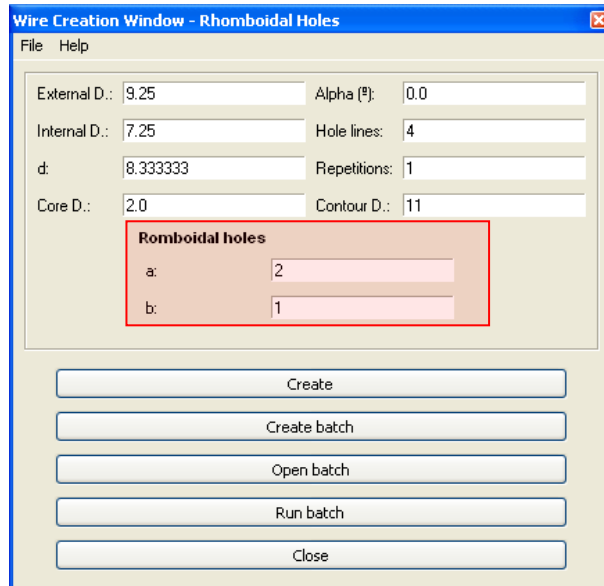 Wire Creation Window - Rhomboidal Holes
File Help
External D.: 9.25 Alpha (º): 0.0
Internal D.: 7.25 Hole lines: 4
d: 8.333333 Repetitions: 1
Core D.: 2.0 Contour D.: 11
Romboidal holes
a: 2
b: 1
Create
Create batch
Open batch
Run batch
Close